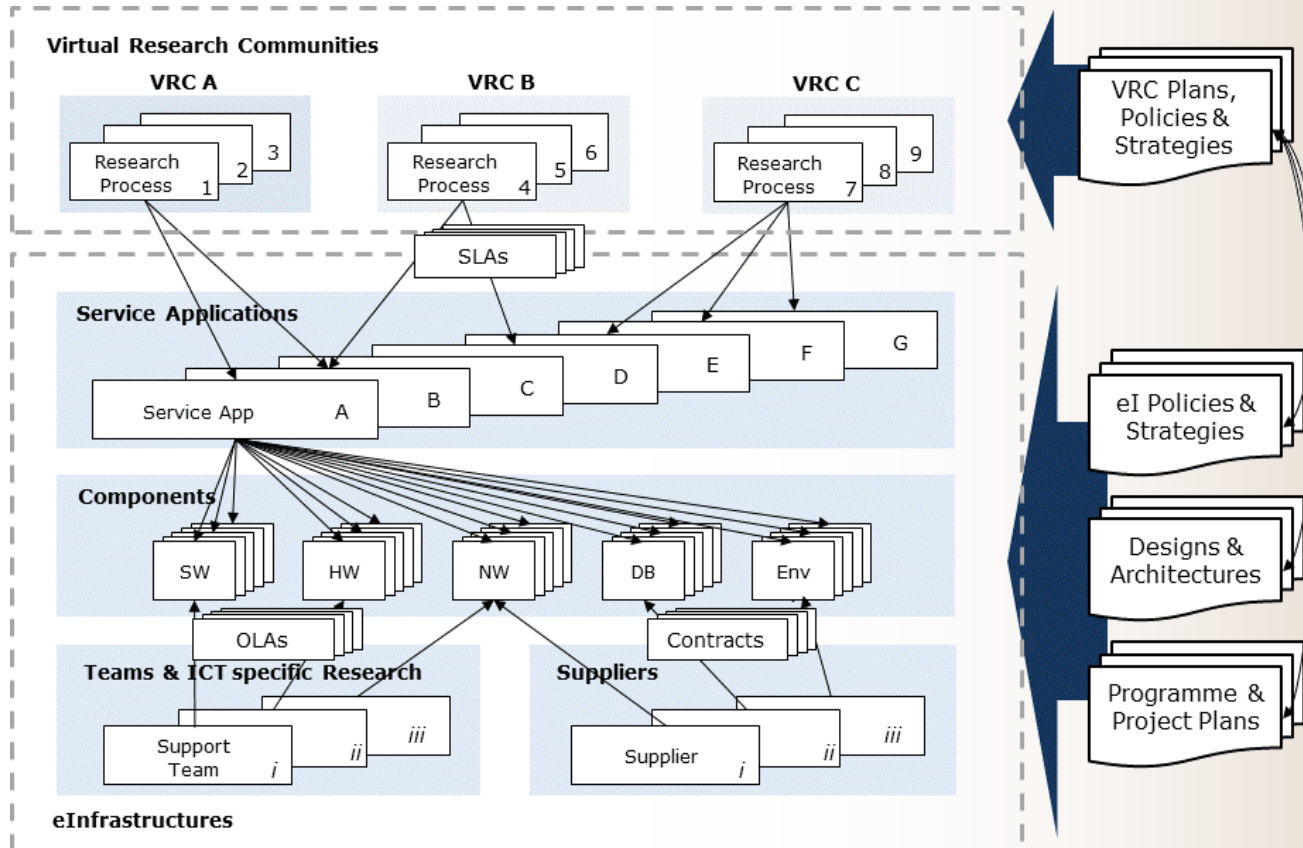 Virtual Research Communities
VRC A
VRC B
VRC C
Research
Process
1
2
3
Research
Process
4
5
6
Research
Process
7
8
9
VRC Plans,
Policies &
Strategies
SLAs
Service Applications
Service App
A
B
C
D
E
F
G
eI Policies &
Strategies
Components
SW
HW
NW
DB
Env
Designs &
Architectures
OLAs
Contracts
Teams & ICT specific Research
Suppliers
Support
Team
i
ii
iii
Supplier
i
ii
iii
Programme &
Project Plans
eInfrastructures